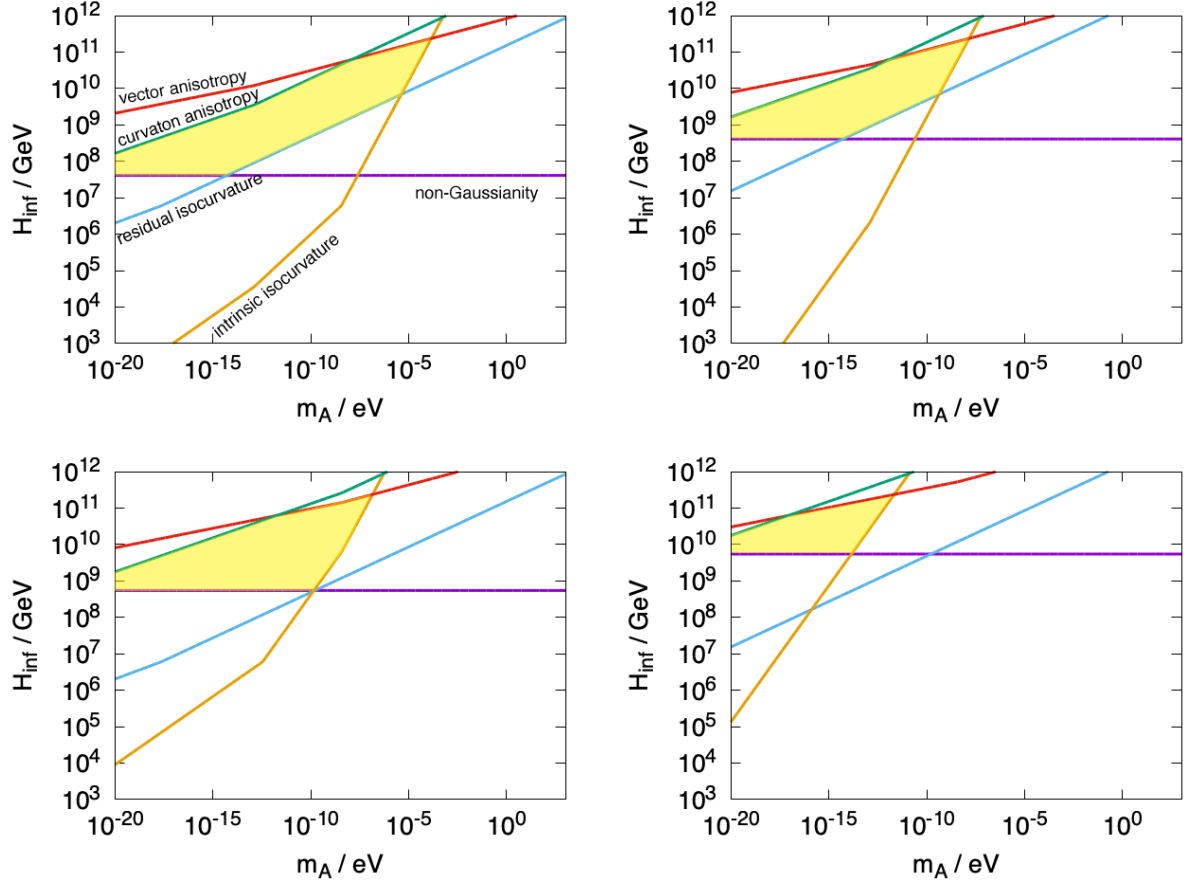 10^12
10^11
10^10
10^9
10^8
10^7
10^6
10^5
10^4
10^3
H_inf / GeV
vector anisotropy
curvaton anisotropy
residual isocurvature
intrinsic isocurvature
non-Gaussianity
10^-20 10^-15 10^-10 10^-5 10^0
m_A / eV
10^12
10^11
10^10
10^9
10^8
10^7
10^6
10^5
10^4
10^3
H_inf / GeV
10^-20 10^-15 10^-10 10^-5 10^0
m_A / eV
10^12
10^11
10^10
10^9
10^8
10^7
10^6
10^5
10^4
10^3
H_inf / GeV
10^-20 10^-15 10^-10 10^-5 10^0
m_A / eV
10^12
10^11
10^10
10^9
10^8
10^7
10^6
10^5
10^4
10^3
H_inf / GeV
10^-20 10^-15 10^-10 10^-5 10^0
m_A / eV